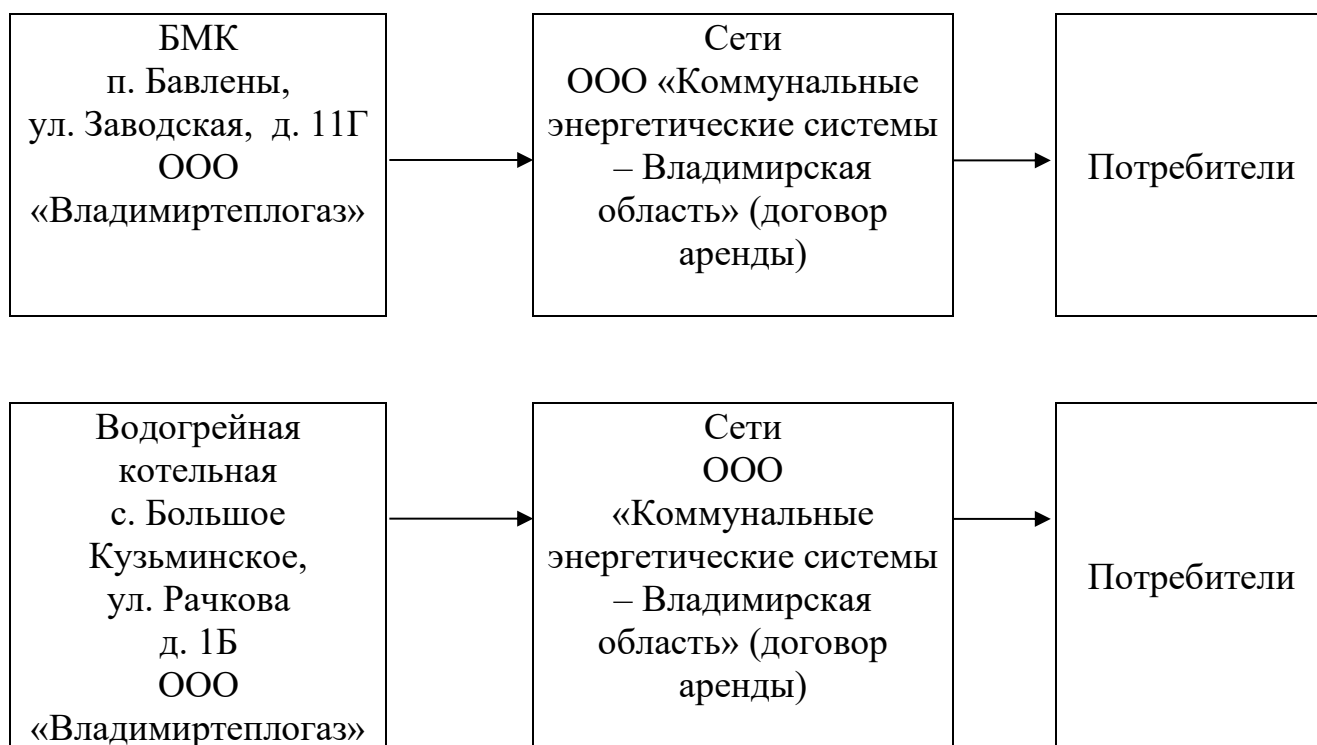 БМК
п. Бавлены,
ул. Заводская, д. 11Г
ООО
«Владимиртеплогаз»
Сети
ООО «Коммунальные
энергетические системы
– Владимирская
область» (договор
аренды)
Потребители
Водогрейная
котельная
с. Большое
Кузьминское,
ул. Рачкова
д. 1Б
ООО
«Владимиртеплогаз»
Сети
ООО
«Коммунальные
энергетические системы
– Владимирская
область» (договор
аренды)
Потребители